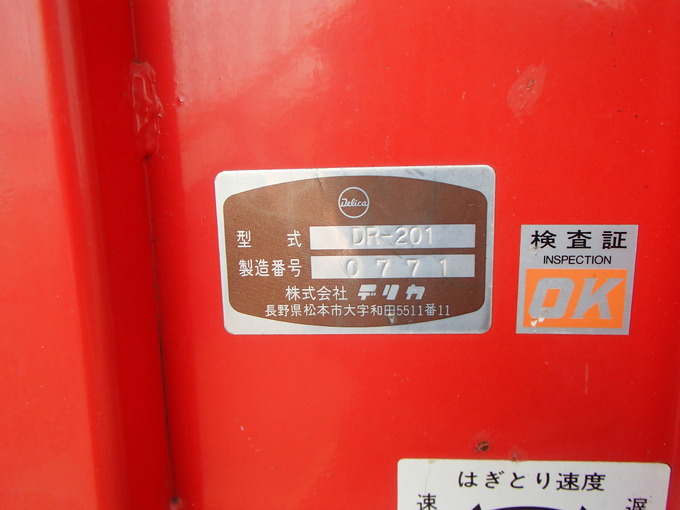 Delica
型式 DR-201
製造番号 0771
株式会社 デリカ
長野県松本市大字和田5511番11
検査証
INSPECTION
OK
はぎとり速度
速 遅